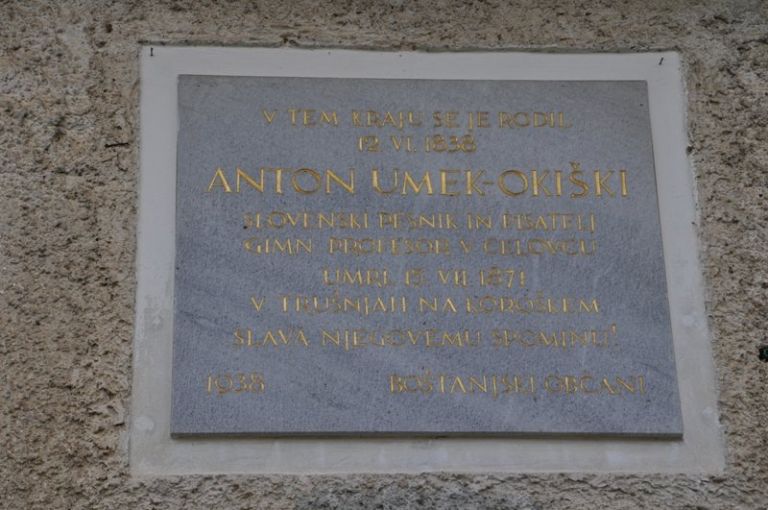 V TEM KRAJU SE JE RODIL
12. VI. 1838
ANTON UMEK-OKIŠKI
SLOVENSKI PESNIK IN PISATELJ
GIMN. PROFESOR V CELOVCU
UMRL 15. VII. 1871
V TRUŠNJAH NA KOROŠKEM
SLAVA NJEGOVEMU SPOMINU!
1938 BOŠTANJSKI OBČANI